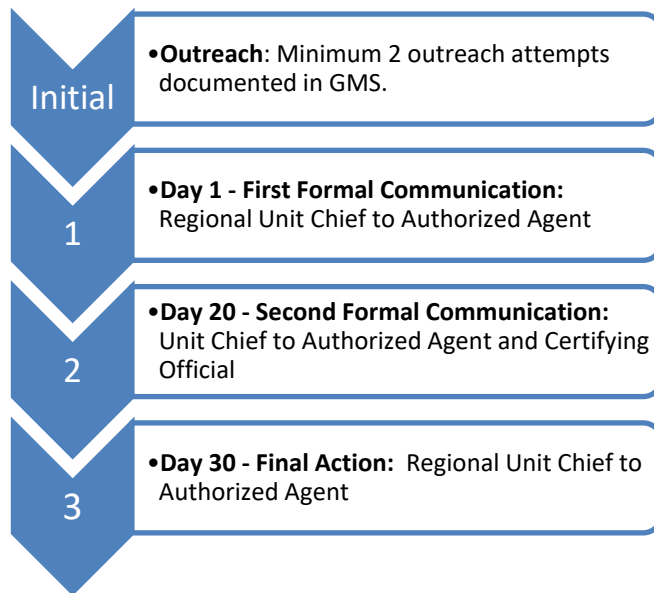 Initial
•Outreach: Minimum 2 outreach attempts
documented in GMS.
1
•Day 1 - First Formal Communication:
Regional Unit Chief to Authorized Agent
2
•Day 20 - Second Formal Communication:
Unit Chief to Authorized Agent and Certifying
Official
3
•Day 30 - Final Action: Regional Unit Chief to
Authorized Agent